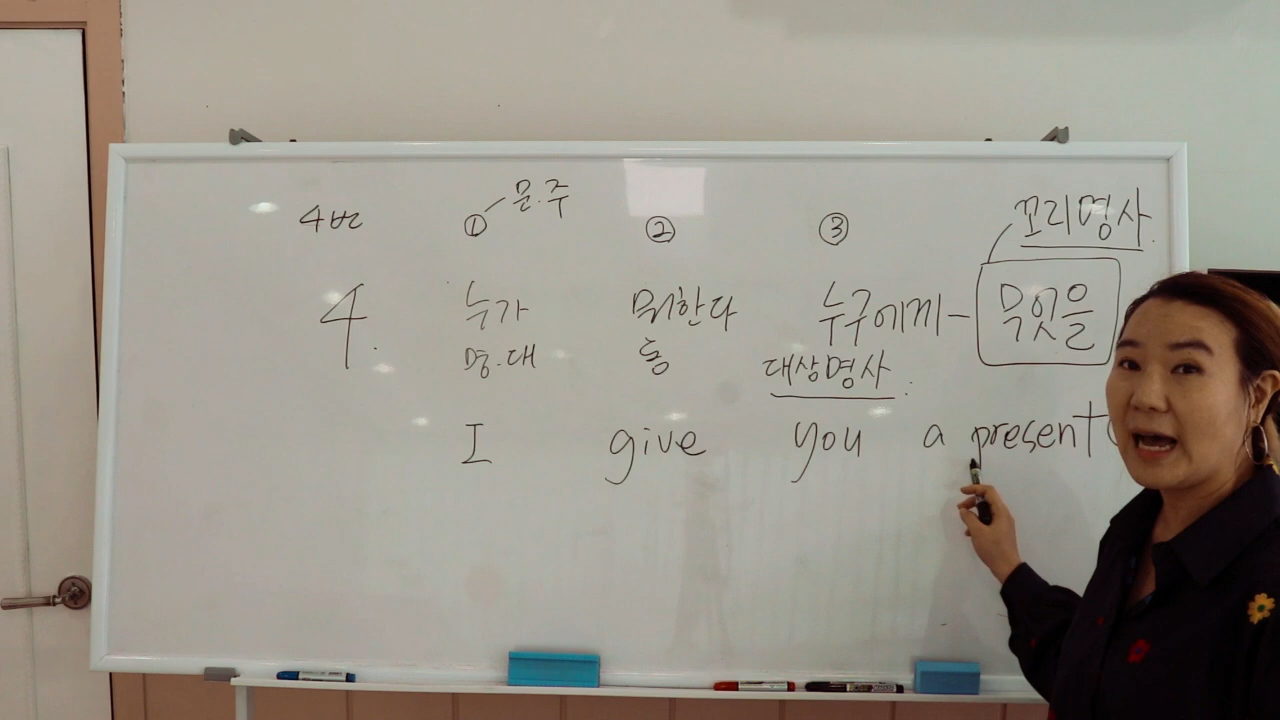 4번 ① 문.주 ② ③ 꼬리명사.
4. 누가 뭐한다 누구에게 - 무엇을
명.대 동 대상명사.
I give you a present